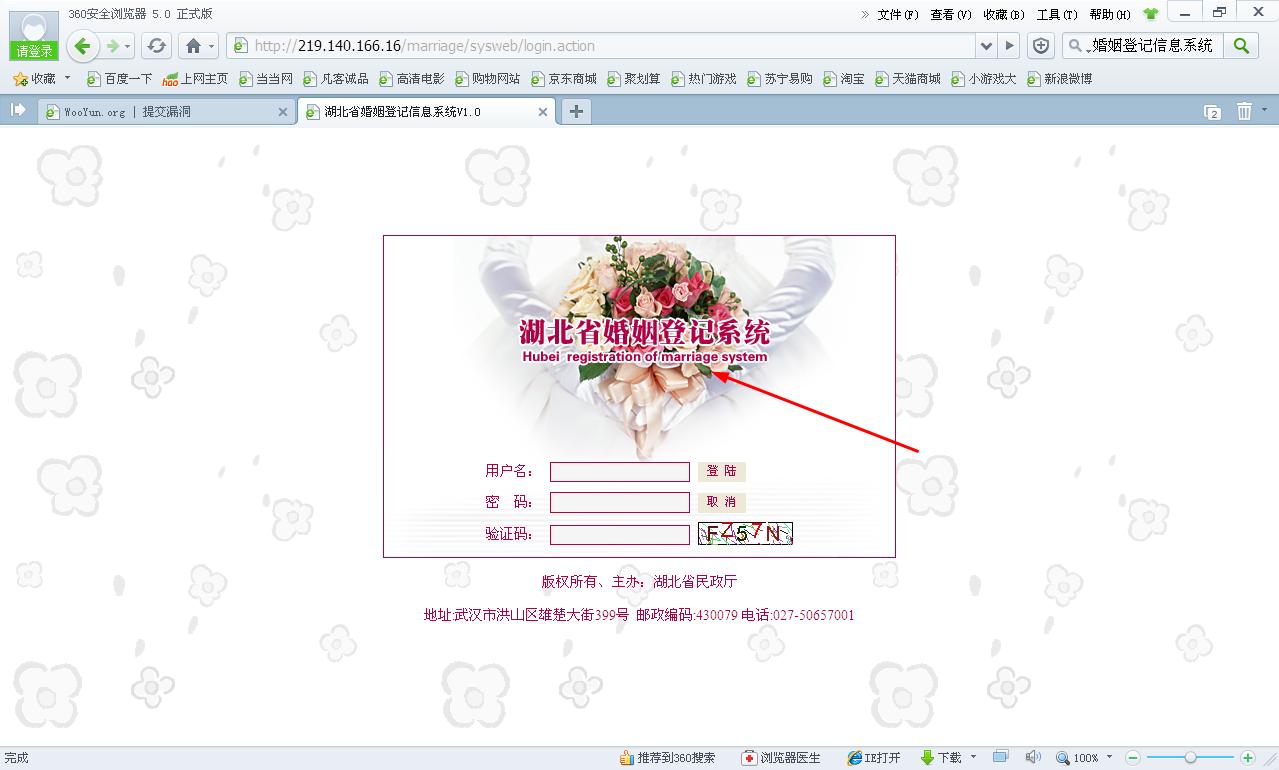 360安全浏览器 5.0 正式版
» 文件(F) 查看(V) 收藏(B) 工具(T) 帮助(H)
请登录
http://219.140.166.16/marriage/sysweb/login.action
婚姻登记信息系统
收藏 百度一下 hao 上网主页 当当网 凡客诚品 高清电影 购物网站 京东商城 聚划算 热门游戏 苏宁易购 淘宝 天猫商城 小游戏大 新浪微博
WooYun.org | 提交漏洞
湖北省婚姻登记信息系统V1.0
2
湖北省婚姻登记系统
Hubei registration of marriage system
用户名： 登 陆
密 码： 取 消
验证码： FZ57N
版权所有、主办：湖北省民政厅
地址:武汉市洪山区雄楚大街399号 邮政编码:430079 电话:027-50657001
完成
推荐到360搜索 浏览器医生 IE打开 下载 100%